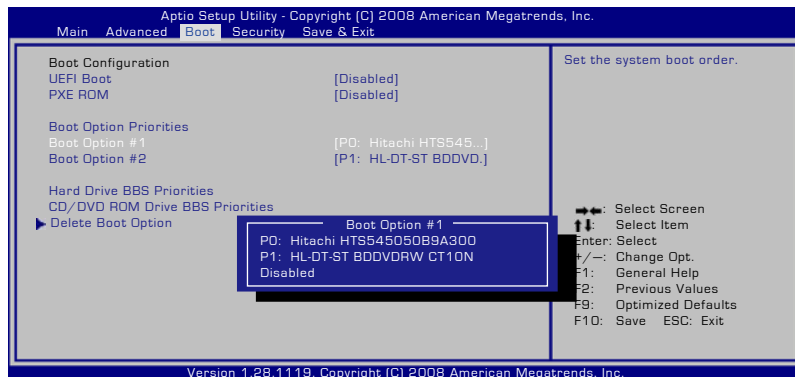 Aptio Setup Utility - Copyright (C) 2008 American Megatrends, Inc.
Main Advanced Boot Security Save & Exit
Boot Configuration
UEFI Boot [Disabled]
PXE ROM [Disabled]
Boot Option Priorities
Boot Option #1 [P0: Hitachi HTS545...]
Boot Option #2 [P1: HL-DT-ST BDDVD.]
Hard Drive BBS Priorities
CD/DVD ROM Drive BBS Priorities
Delete Boot Option
Boot Option #1
P0: Hitachi HTS545050B9A300
P1: HL-DT-ST BDDVDRW CT10N
Disabled
Set the system boot order.
→←: Select Screen
↑↓: Select Item
Enter: Select
+/—: Change Opt.
F1: General Help
F2: Previous Values
F9: Optimized Defaults
F10: Save ESC: Exit
Version 1.28.1119. Copyright (C) 2008 American Megatrends, Inc.